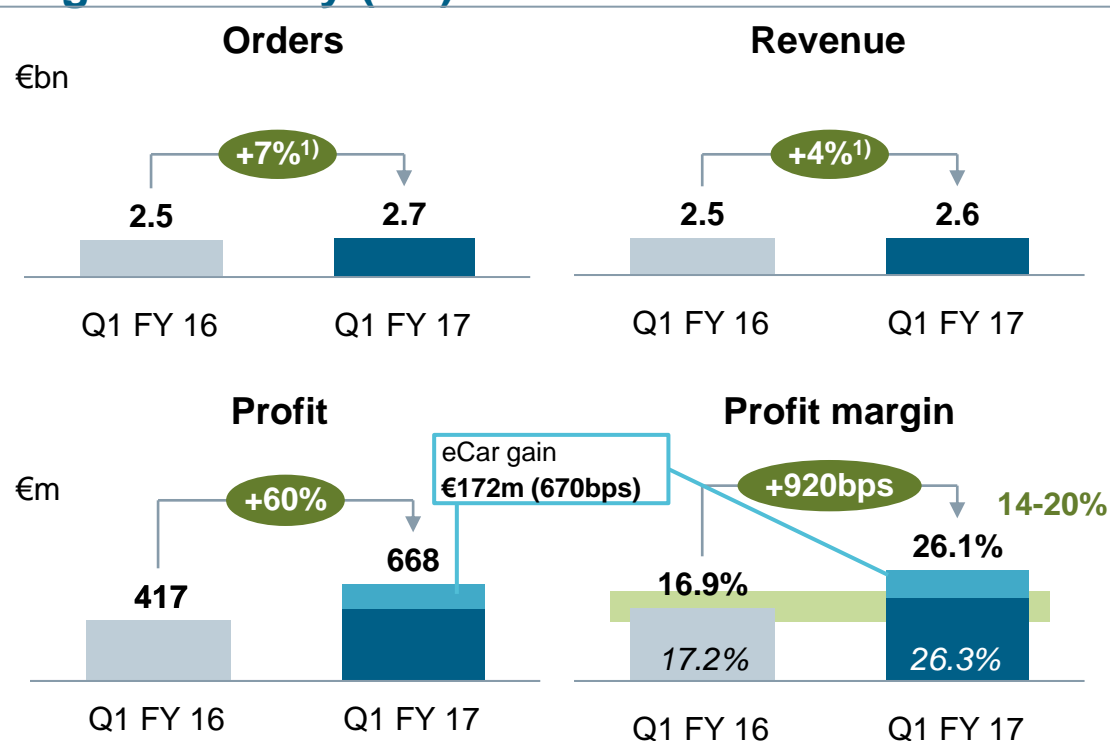 Orders
Revenue
€bn
+7%1)
+4%1)
2.5
2.7
2.5
2.6
Q1 FY 16
Q1 FY 17
Q1 FY 16
Q1 FY 17
Profit
Profit margin
€m
eCar gain
€172m (670bps)
+60%
+920bps
14-20%
417
668
16.9%
26.1%
17.2%
26.3%
Q1 FY 16
Q1 FY 17
Q1 FY 16
Q1 FY 17